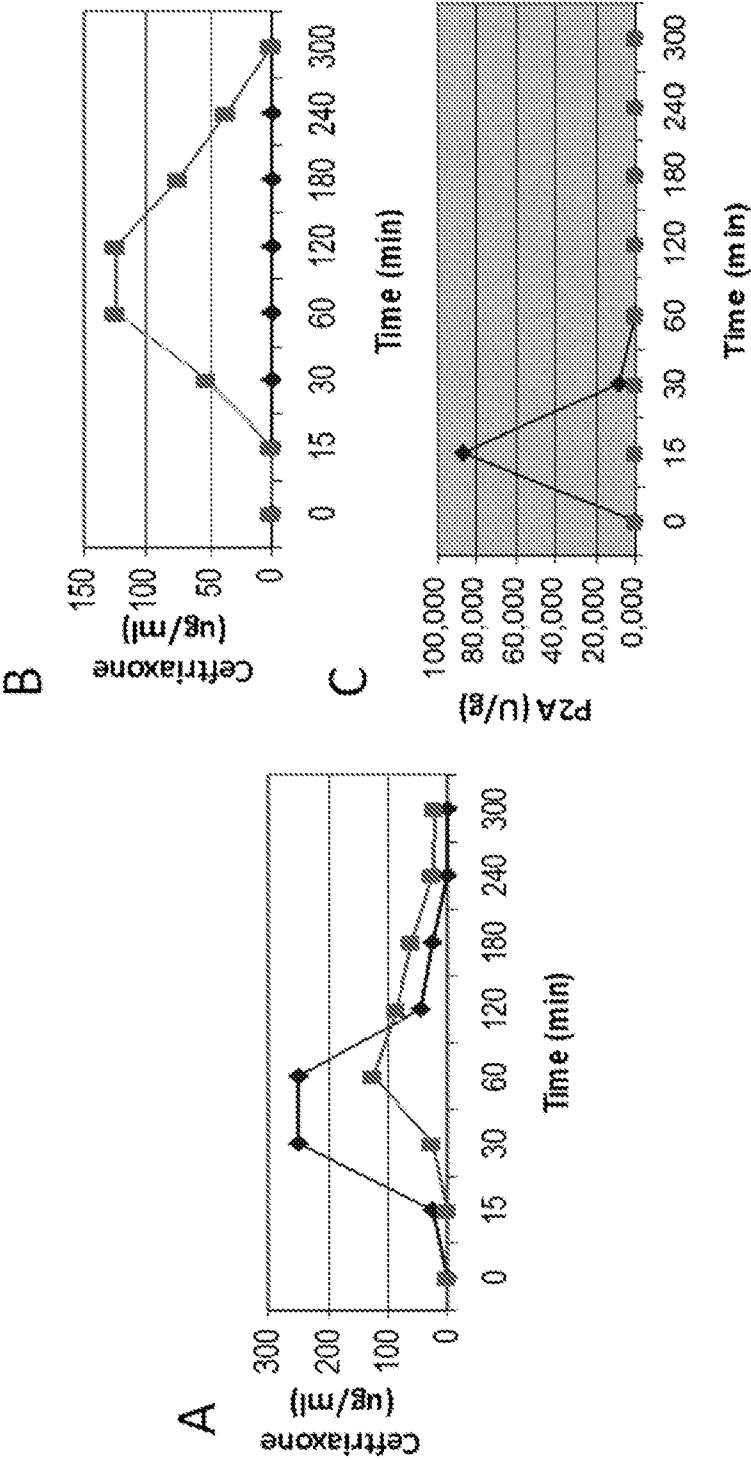 A
Ceftriaxone
(ug/ml)
300
200
100
0
0 15 30 60 120 180 240 300
Time (min)
B
Ceftriaxone
(ug/ml)
150
100
50
0
0 15 30 60 120 180 240 300
Time (min)
C
P2A (U/g)
100,000
80,000
60,000
40,000
20,000
0,000
0 15 30 60 120 180 240 300
Time (min)